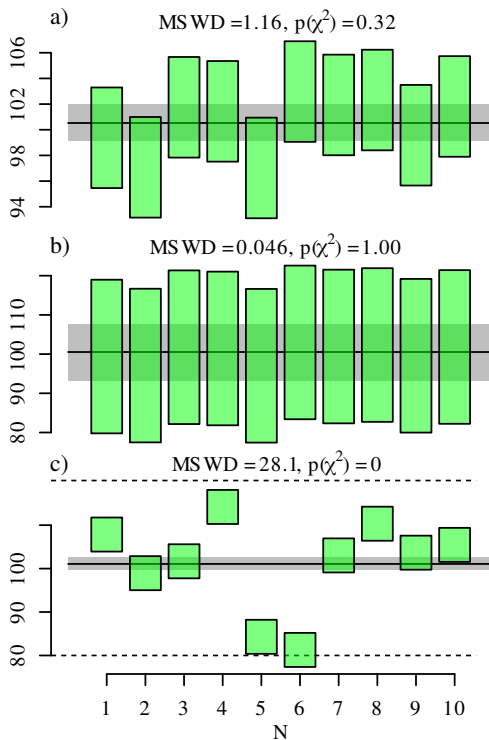 a)
MSWD=1.16, p(χ²)=0.32
106
102
98
94
b)
MSWD=0.046, p(χ²)=1.00
110
100
90
80
c)
MSWD=28.1, p(χ²)=0
100
90
80
1 2 3 4 5 6 7 8 9 10
N